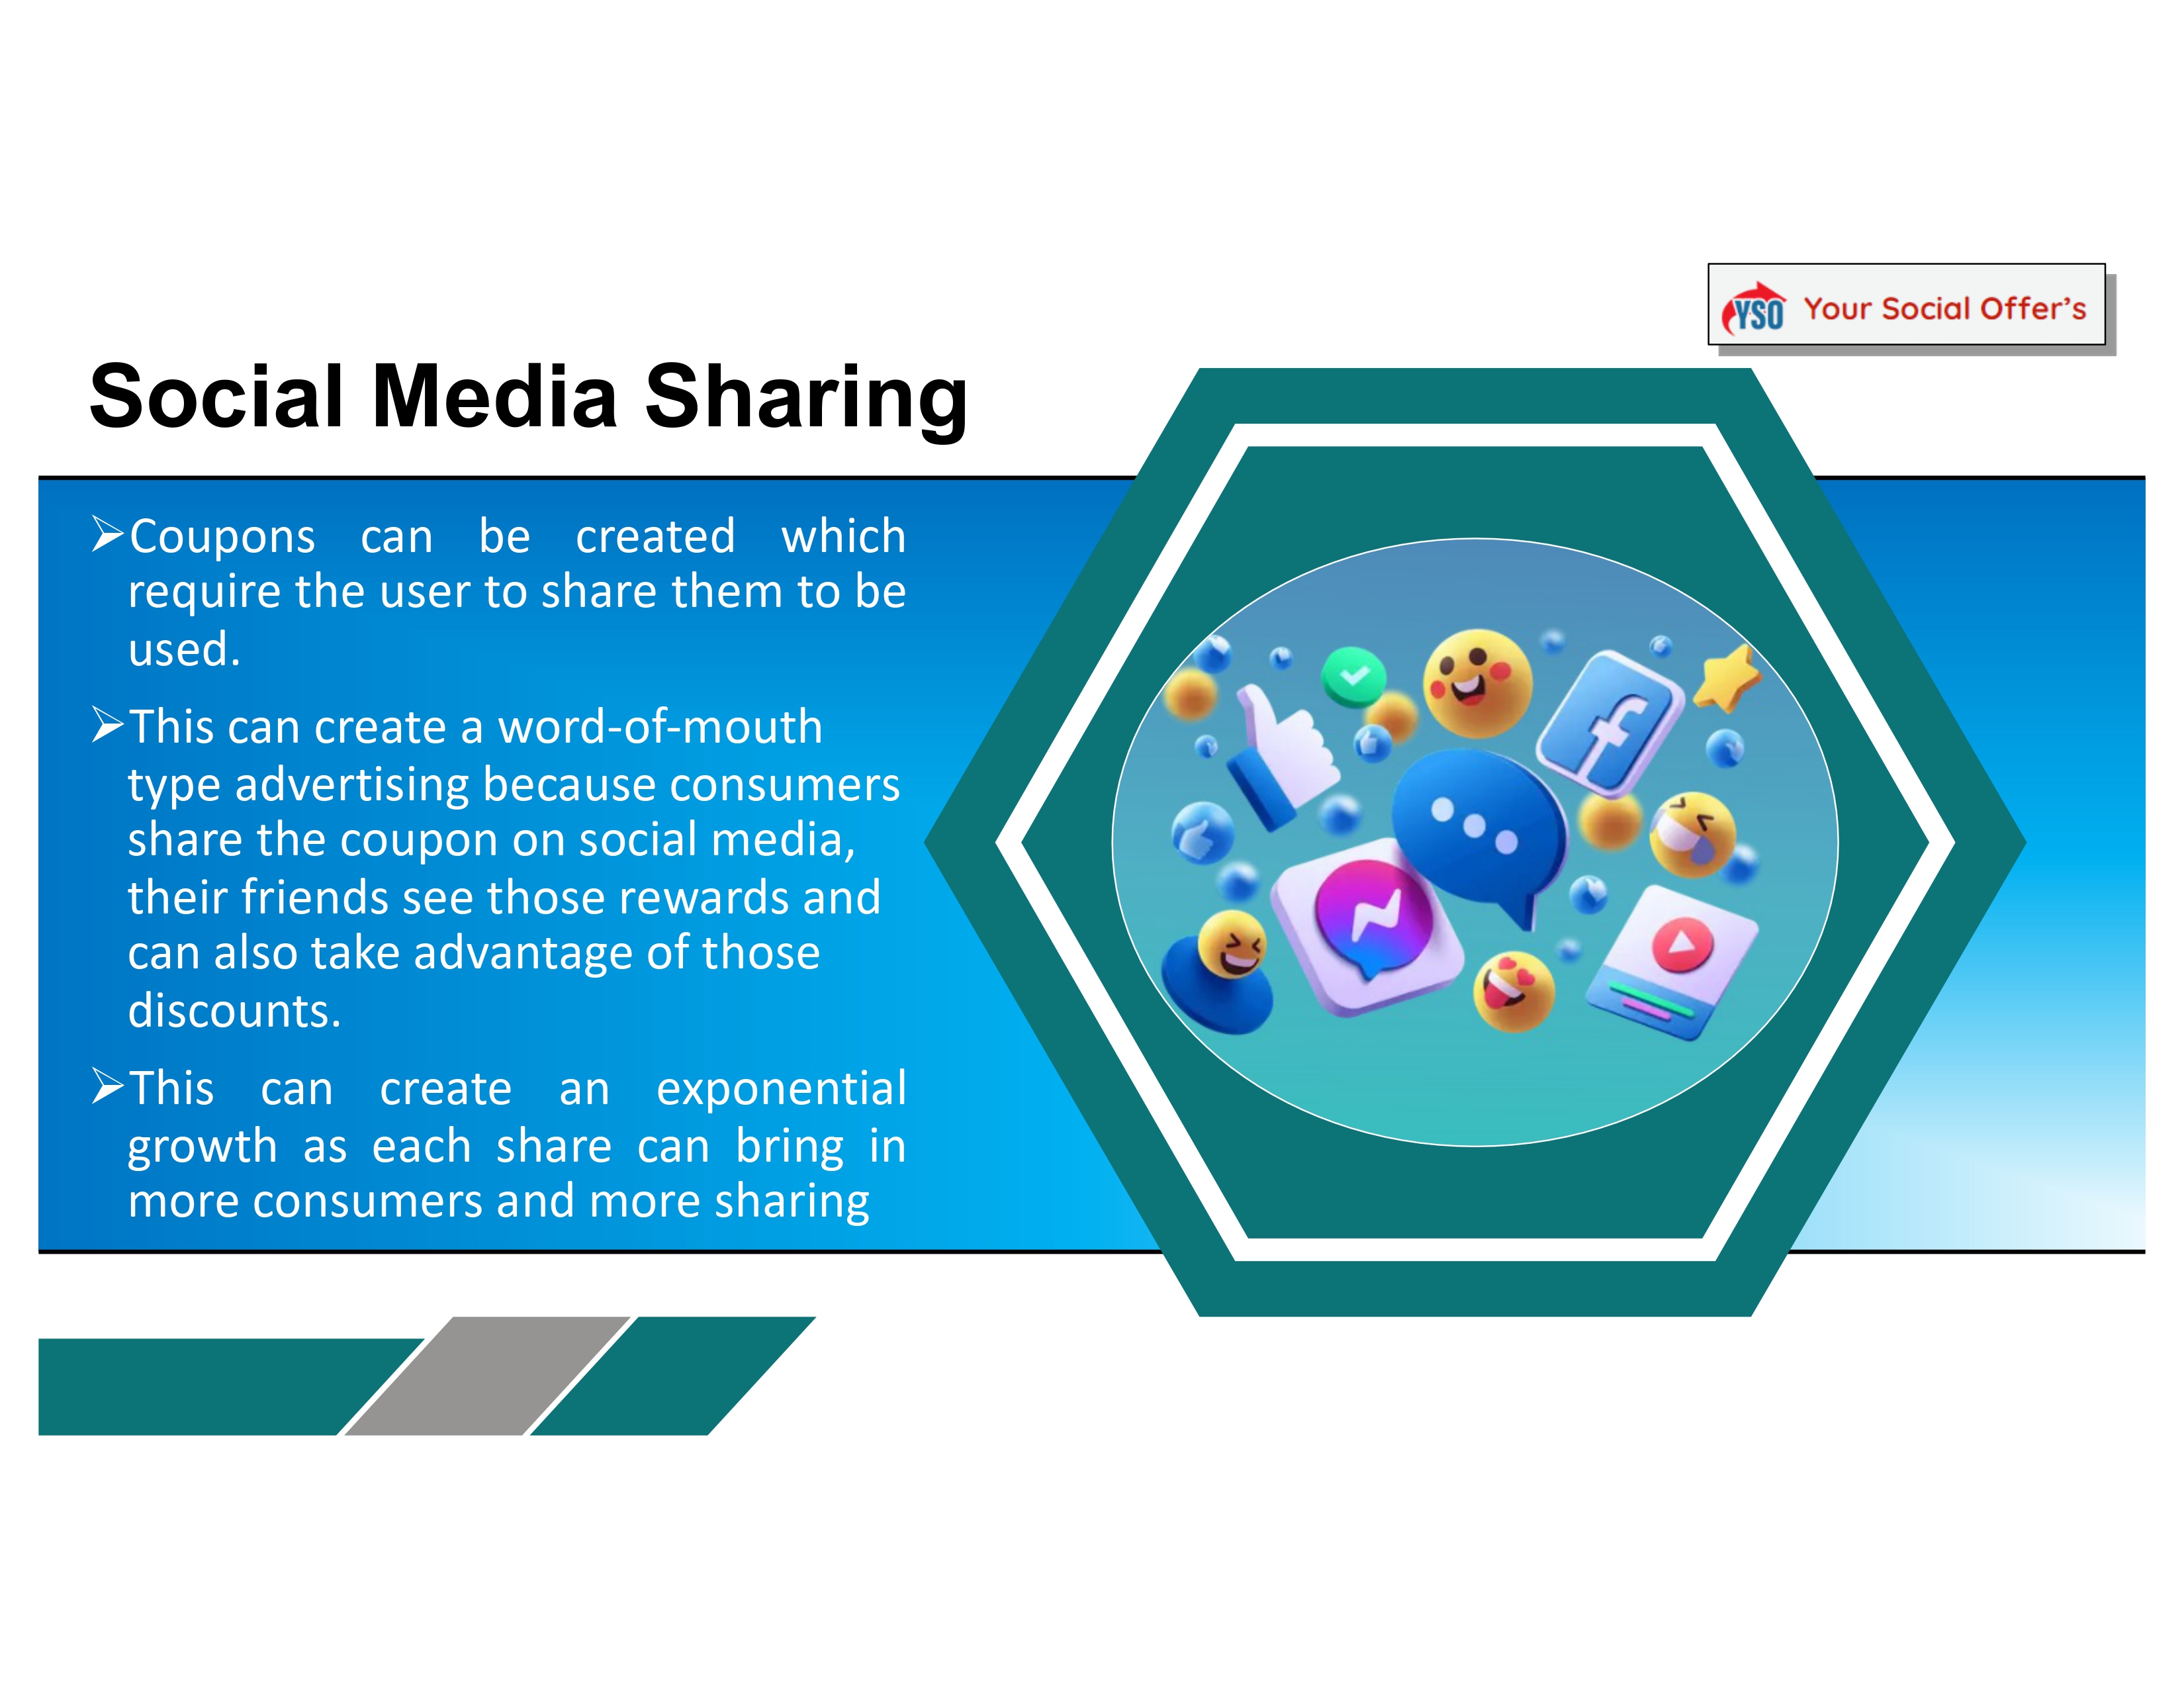 YSO Your Social Offer's
Social Media Sharing
➢Coupons can be created which
require the user to share them to be
used.
➢This can create a word-of-mouth
type advertising because consumers
share the coupon on social media,
their friends see those rewards and
can also take advantage of those
discounts.
➢This can create an exponential
growth as each share can bring in
more consumers and more sharing